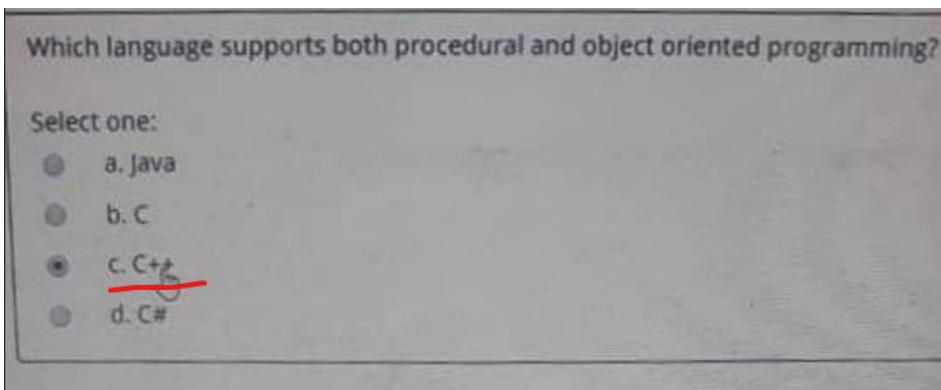 Which language supports both procedural and object oriented programming?
Select one:
a. Java
b. C
c. C++
d. C#